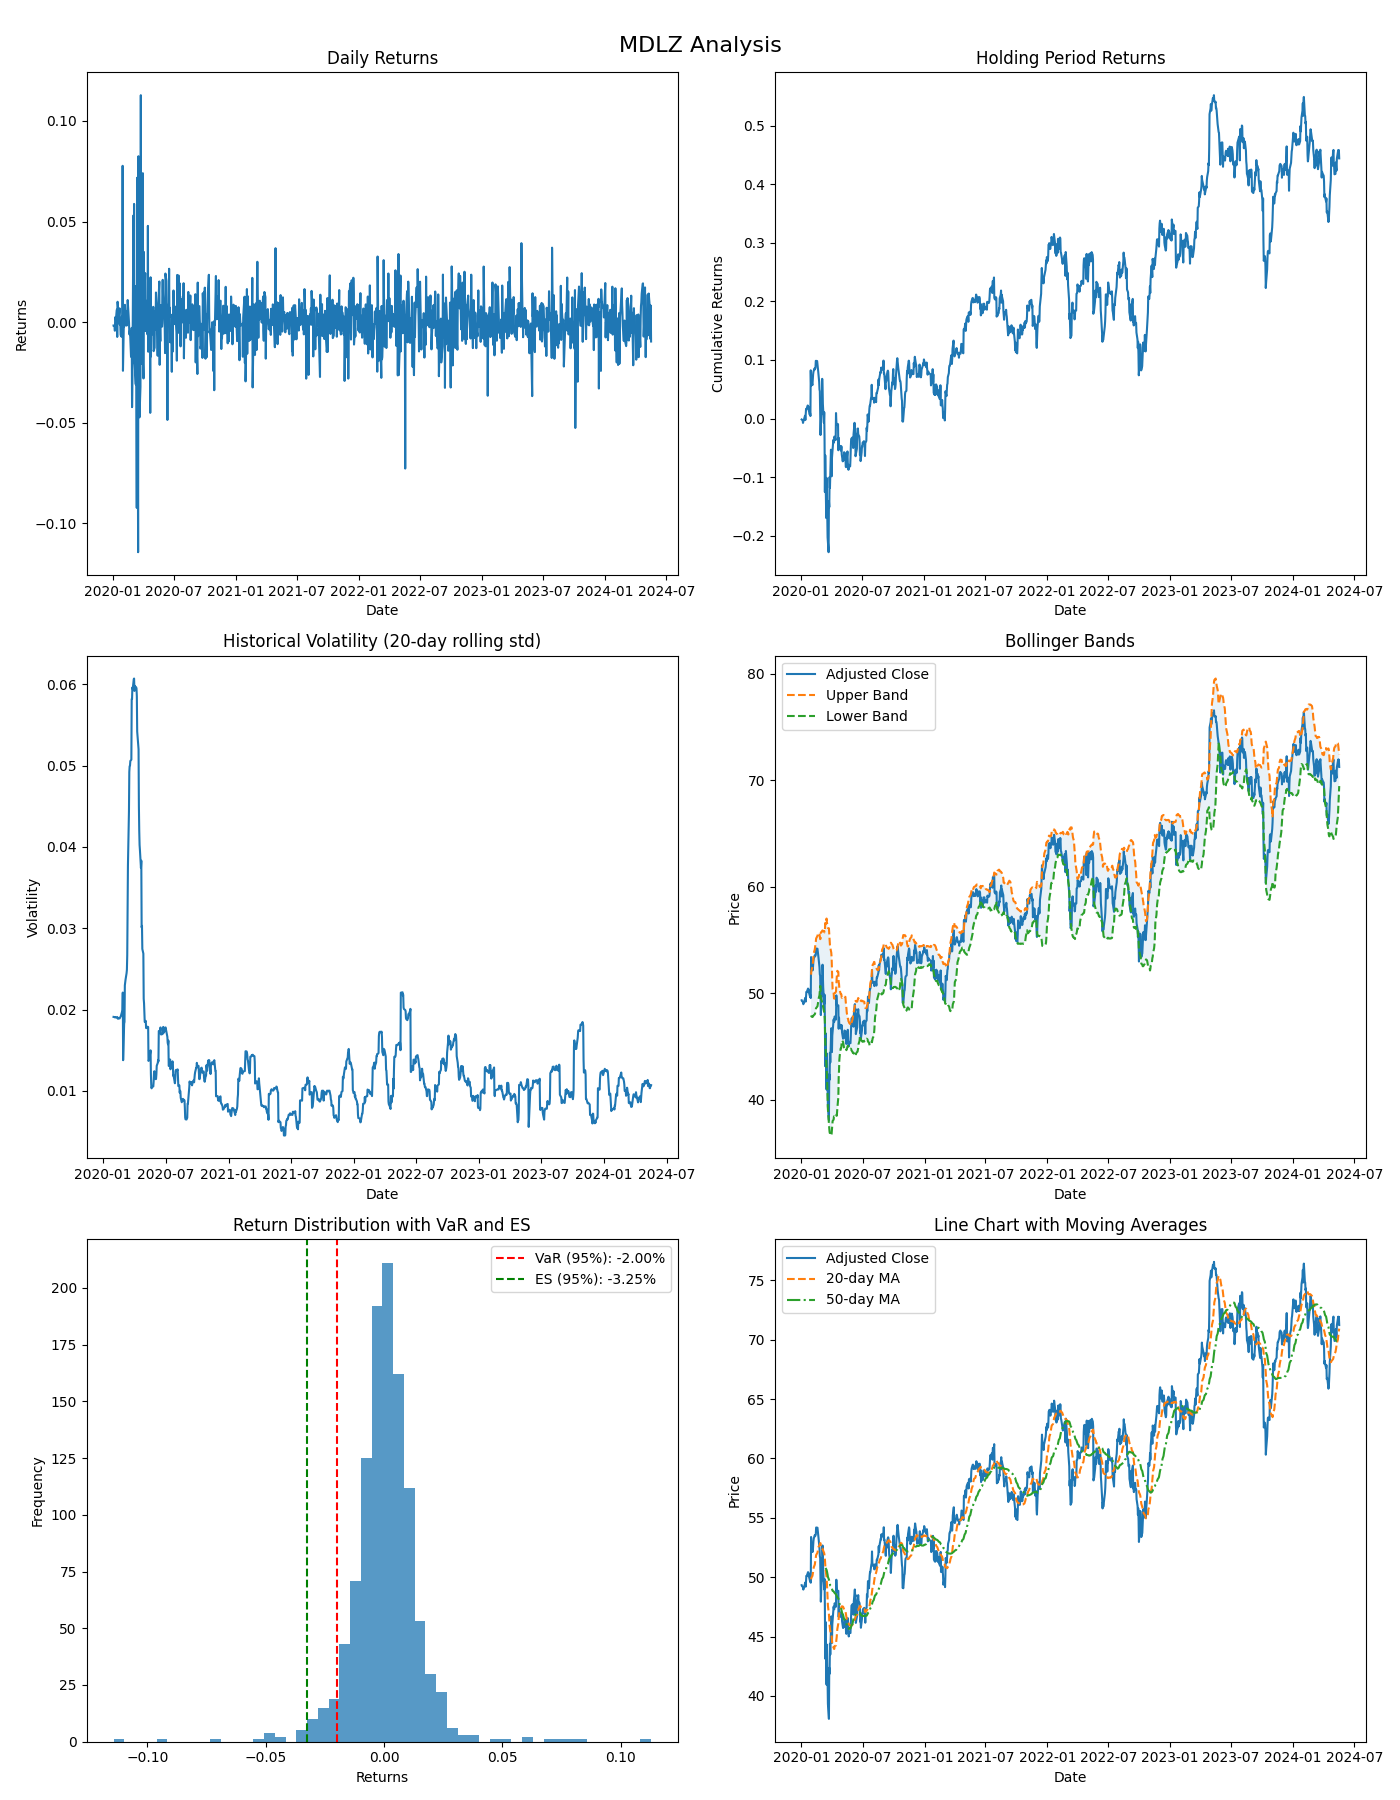 MDLZ Analysis
Daily Returns
Returns
0.10
0.05
0.00
−0.05
−0.10
2020-01 2020-07 2021-01 2021-07 2022-01 2022-07 2023-01 2023-07 2024-01 2024-07
Date
Holding Period Returns
Cumulative Returns
0.5
0.4
0.3
0.2
0.1
0.0
−0.1
−0.2
2020-01 2020-07 2021-01 2021-07 2022-01 2022-07 2023-01 2023-07 2024-01 2024-07
Date
Historical Volatility (20-day rolling std)
Volatility
0.06
0.05
0.04
0.03
0.02
0.01
2020-01 2020-07 2021-01 2021-07 2022-01 2022-07 2023-01 2023-07 2024-01 2024-07
Date
Bollinger Bands
Adjusted Close
Upper Band
Lower Band
Price
80
70
60
50
40
2020-01 2020-07 2021-01 2021-07 2022-01 2022-07 2023-01 2023-07 2024-01 2024-07
Date
Return Distribution with VaR and ES
VaR (95%): -2.00%
ES (95%): -3.25%
Frequency
200
175
150
125
100
75
50
25
0
−0.10 −0.05 0.00 0.05 0.10
Returns
Line Chart with Moving Averages
Adjusted Close
20-day MA
50-day MA
Price
75
70
65
60
55
50
45
40
2020-01 2020-07 2021-01 2021-07 2022-01 2022-07 2023-01 2023-07 2024-01 2024-07
Date